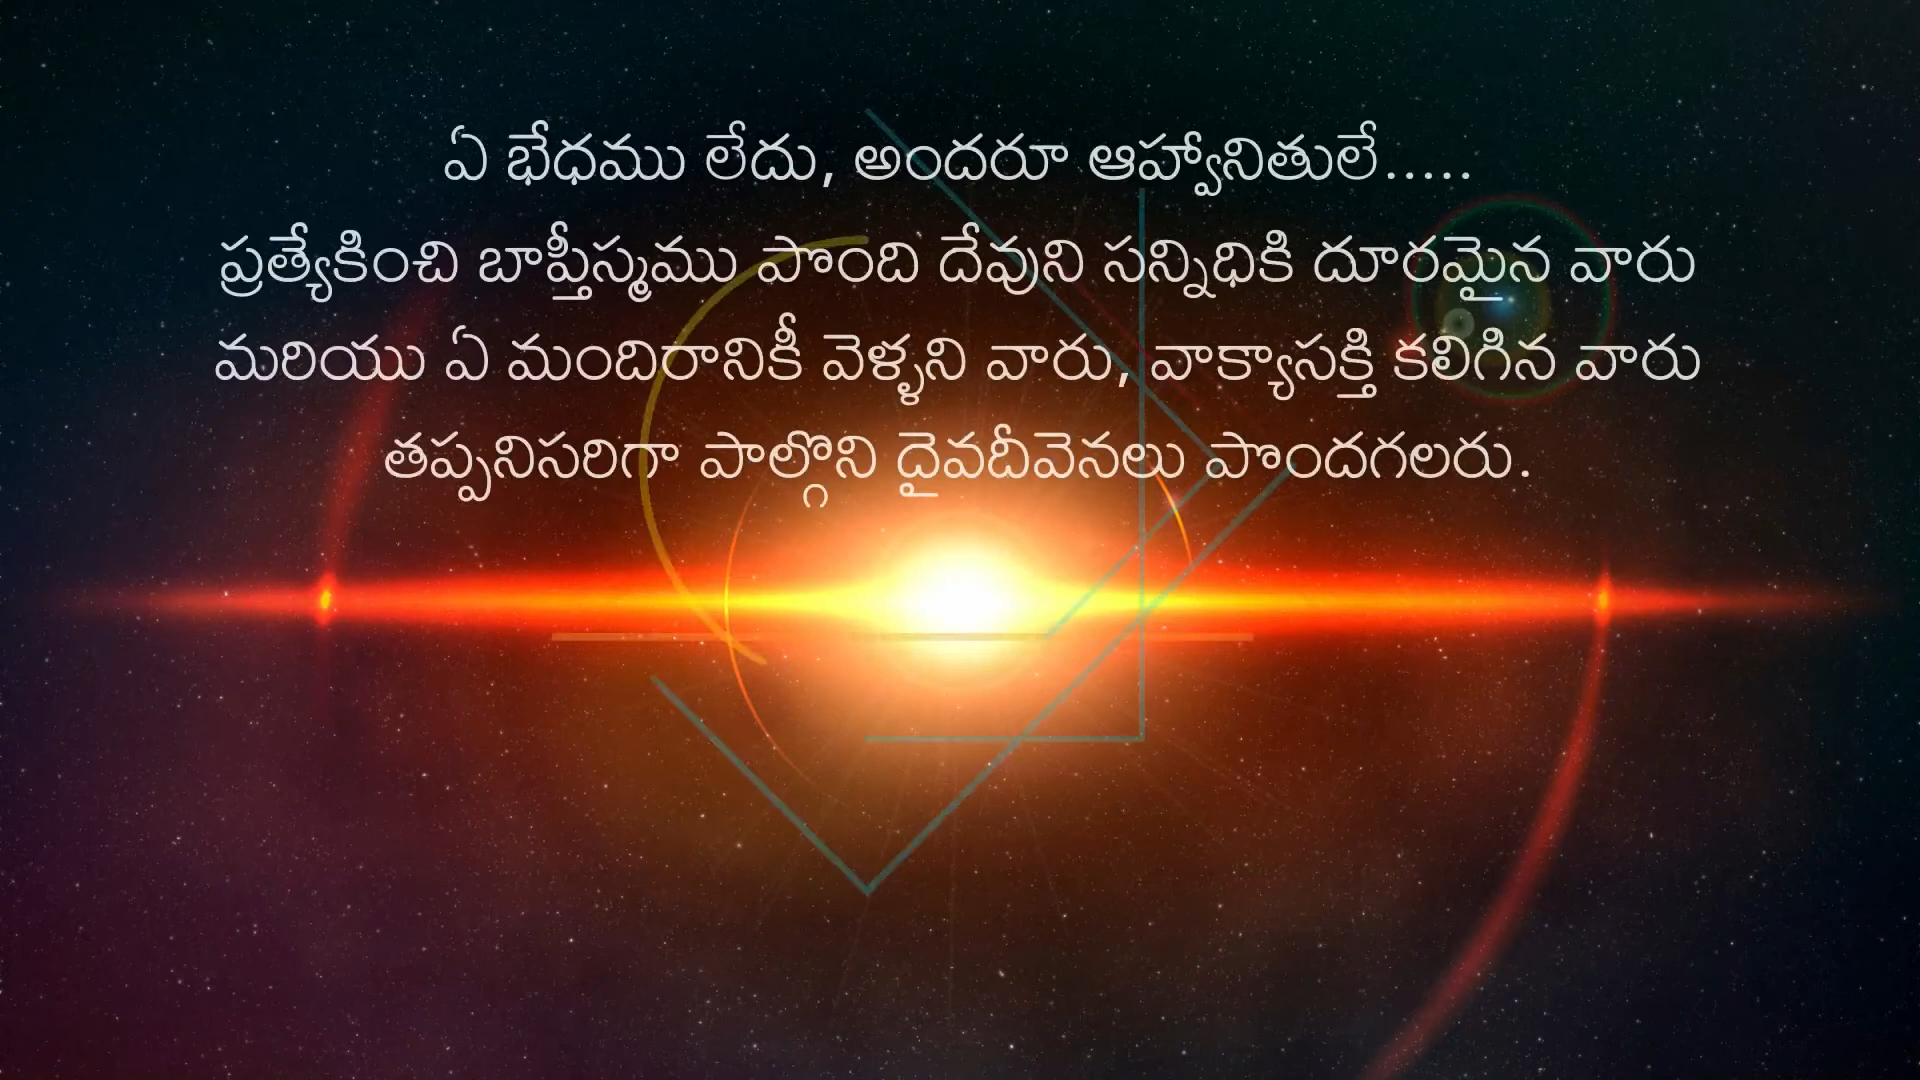 ఏ భేధము లేదు, అందరూ ఆహ్వానితులే.....
ప్రత్యేకించి బాప్తీస్మము పొంది దేవుని సన్నిధికి దూరమైన వారు
మరియు ఏ మందిరానికీ వెళ్ళని వారు, వాక్యాసక్తి కలిగిన వారు
తప్పనిసరిగా పాల్గొని దైవదీవెనలు పొందగలరు.